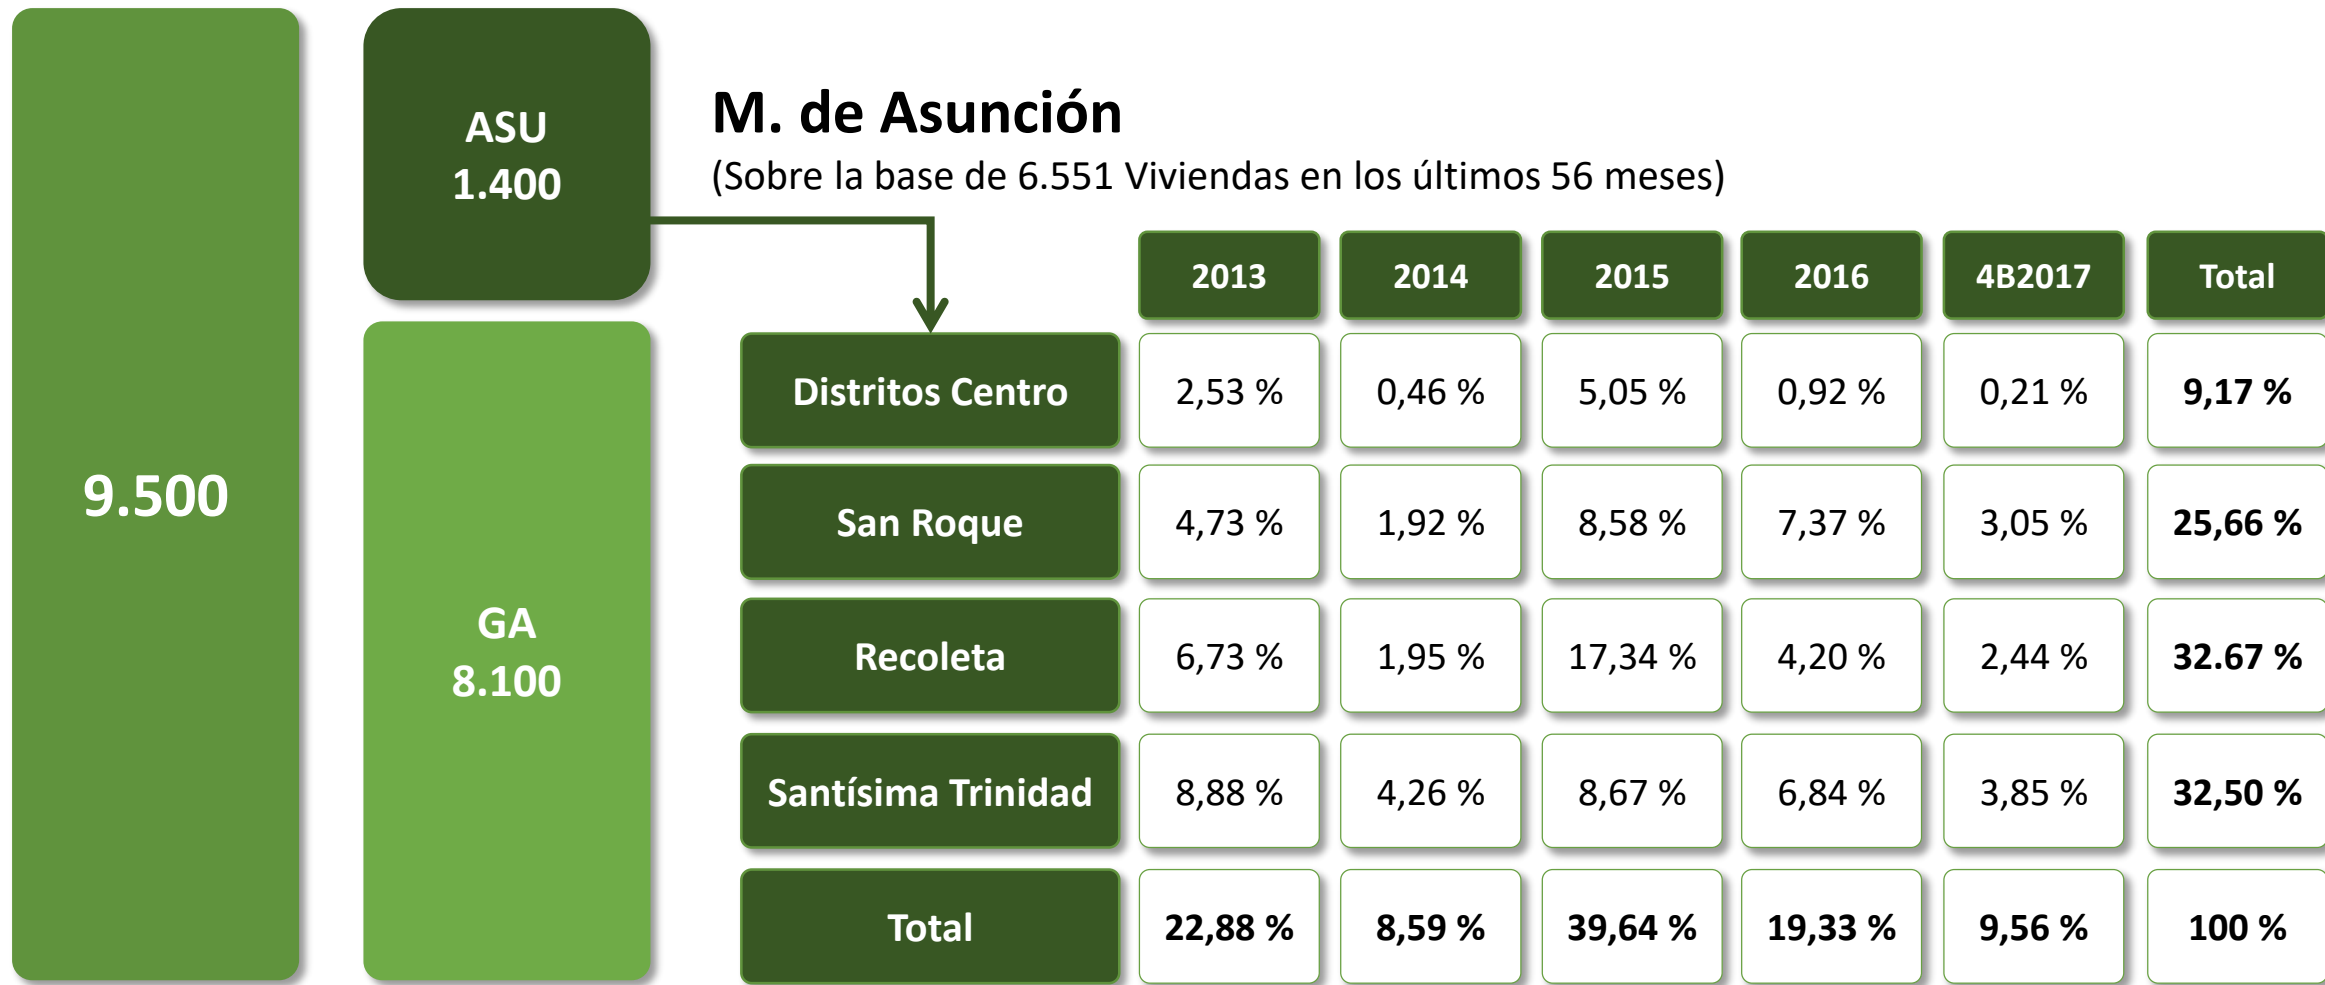 9.500
ASU
1.400
GA
8.100
M. de Asunción
(Sobre la base de 6.551 Viviendas en los últimos 56 meses)
2013 2014 2015 2016 4B2017 Total
Distritos Centro 2,53 % 0,46 % 5,05 % 0,92 % 0,21 % 9,17 %
San Roque 4,73 % 1,92 % 8,58 % 7,37 % 3,05 % 25,66 %
Recoleta 6,73 % 1,95 % 17,34 % 4,20 % 2,44 % 32.67 %
Santísima Trinidad 8,88 % 4,26 % 8,67 % 6,84 % 3,85 % 32,50 %
Total 22,88 % 8,59 % 39,64 % 19,33 % 9,56 % 100 %